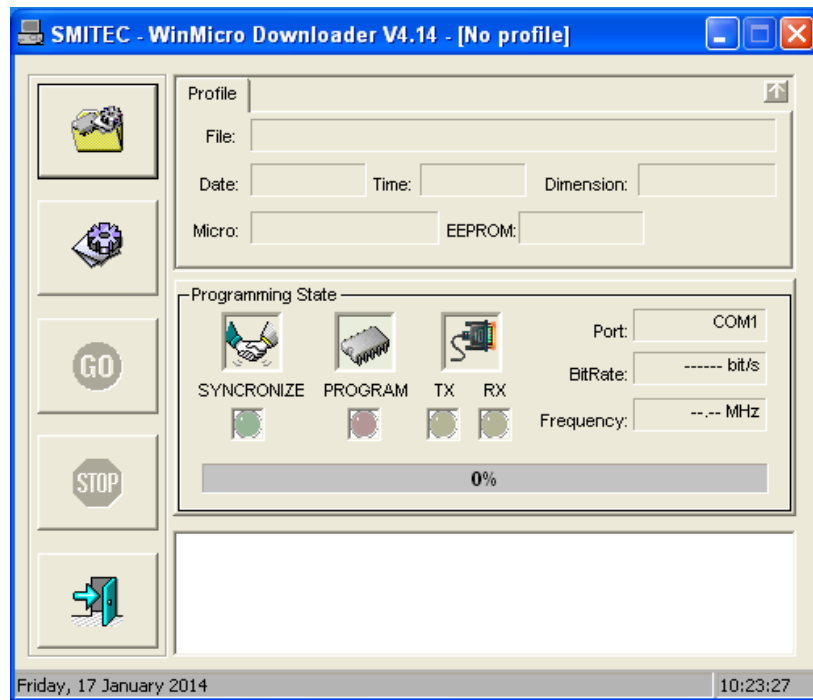 SMITEC - WinMicro Downloader V4.14 - [No profile]
Profile
File:
Date: Time: Dimension:
Micro: EEPROM:
Programming State
Port: COM1
BitRate: ------ bit/s
SYNCRONIZE PROGRAM TX RX
Frequency: --.-- MHz
0%
GO
STOP
Friday, 17 January 2014 10:23:27